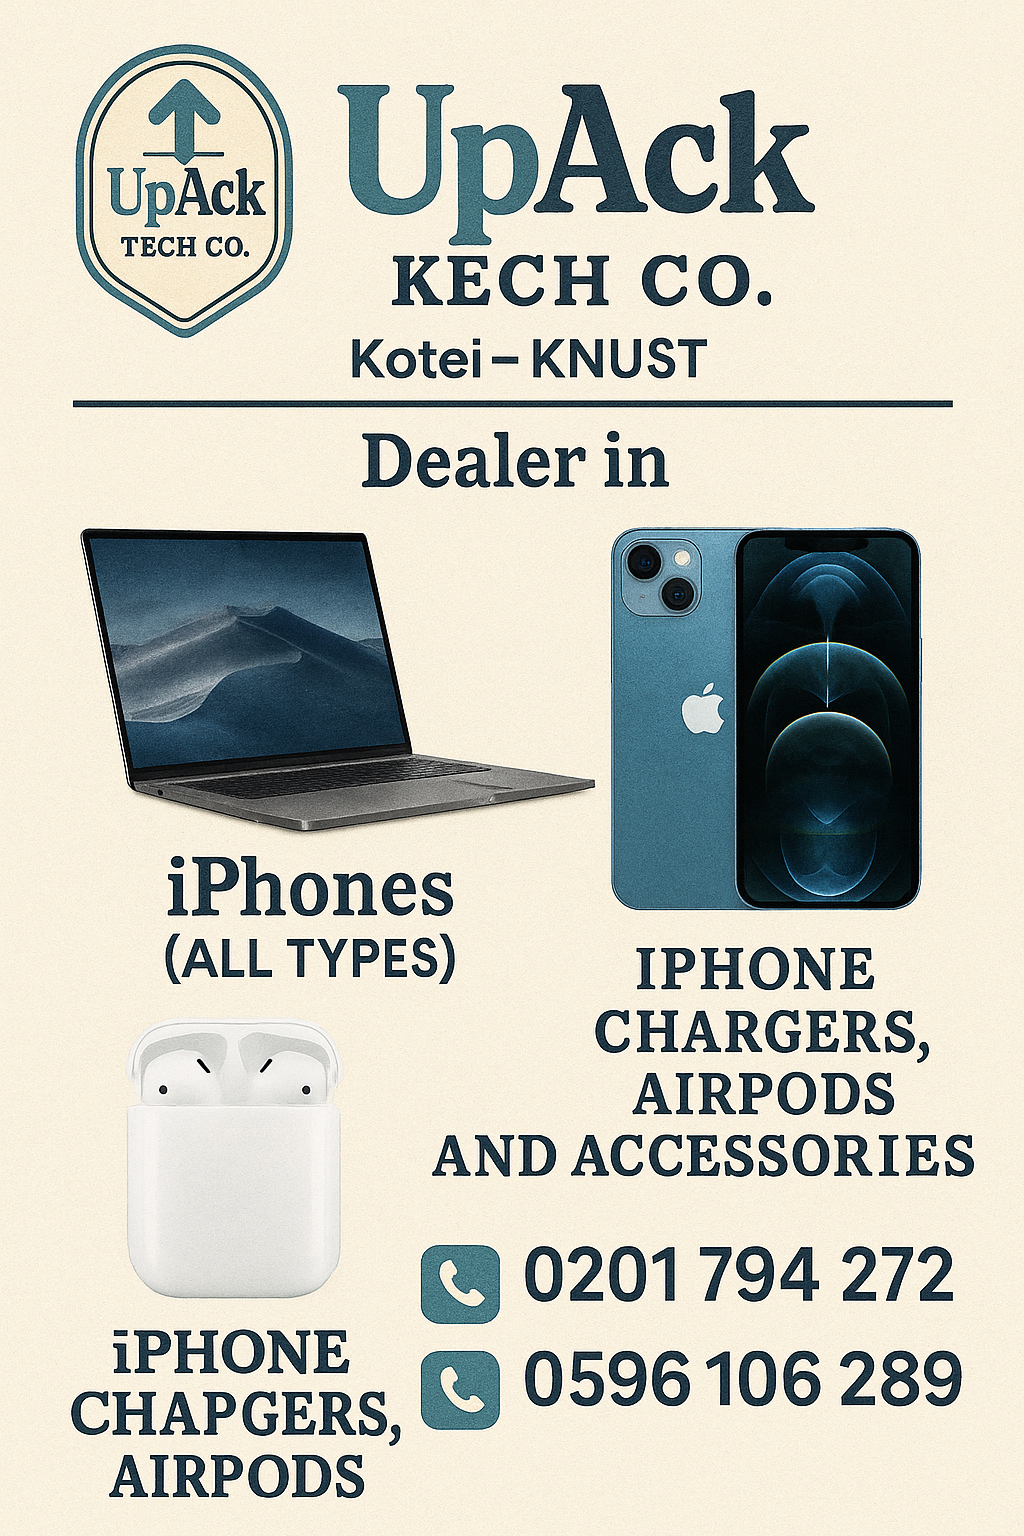 UpAck
TECH CO.
UpAck
KECH CO.
Kotei – KNUST
Dealer in
iPhones
(ALL TYPES)
IPHONE
CHARGERS,
AIRPODS
AND ACCESSORIES
iPHONE
CHAPGERS,
AIRPODS
0201 794 272
0596 106 289